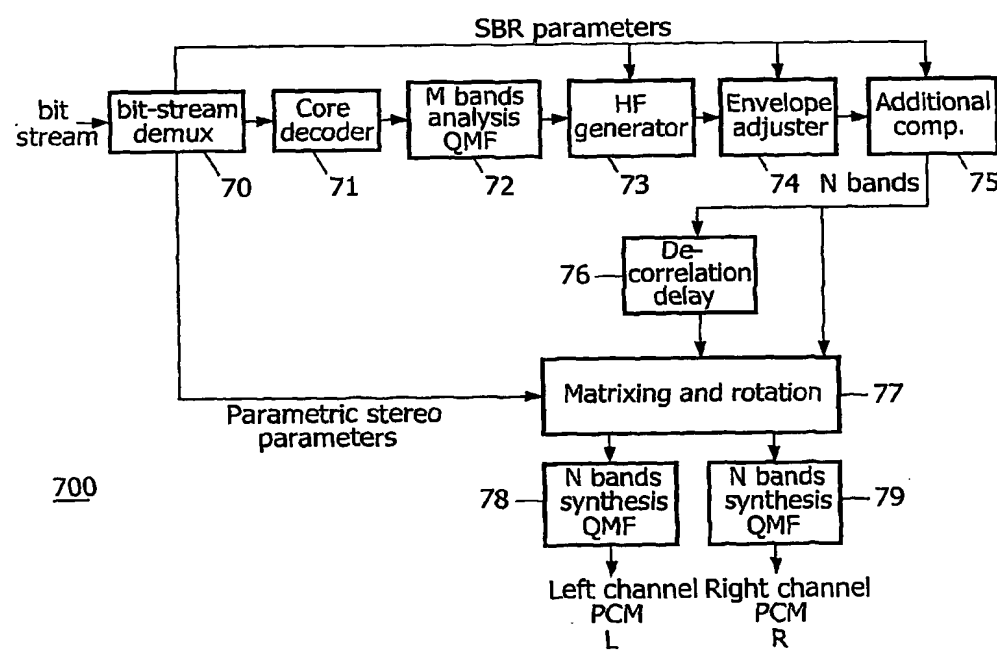 SBR parameters
bit
stream
bit-stream
demux
Core
decoder
M bands
analysis
QMF
HF
generator
Envelope
adjuster
Additional
comp.
70
71
72
73
74
N bands
75
76
De-
correlation
delay
Matrixing and rotation
77
Parametric stereo
parameters
700
78
N bands
synthesis
QMF
N bands
synthesis
QMF
79
Left channel
PCM
L
Right channel
PCM
R